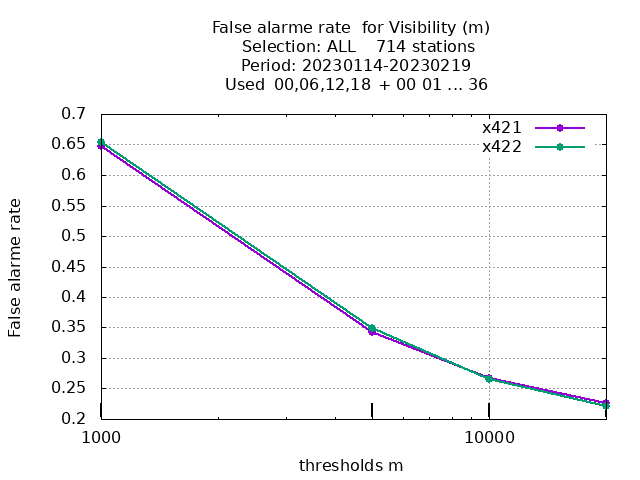 False alarme rate  for Visibility (m)
Selection: ALL    714 stations
Period: 20230114-20230219
Used  00,06,12,18 + 00 01 ... 36
0.7
x421
0.65
x422
0.6
0.55
0.5
0.45
0.4
0.35
0.3
0.25
0.2
False alarme rate
1000
10000
thresholds m